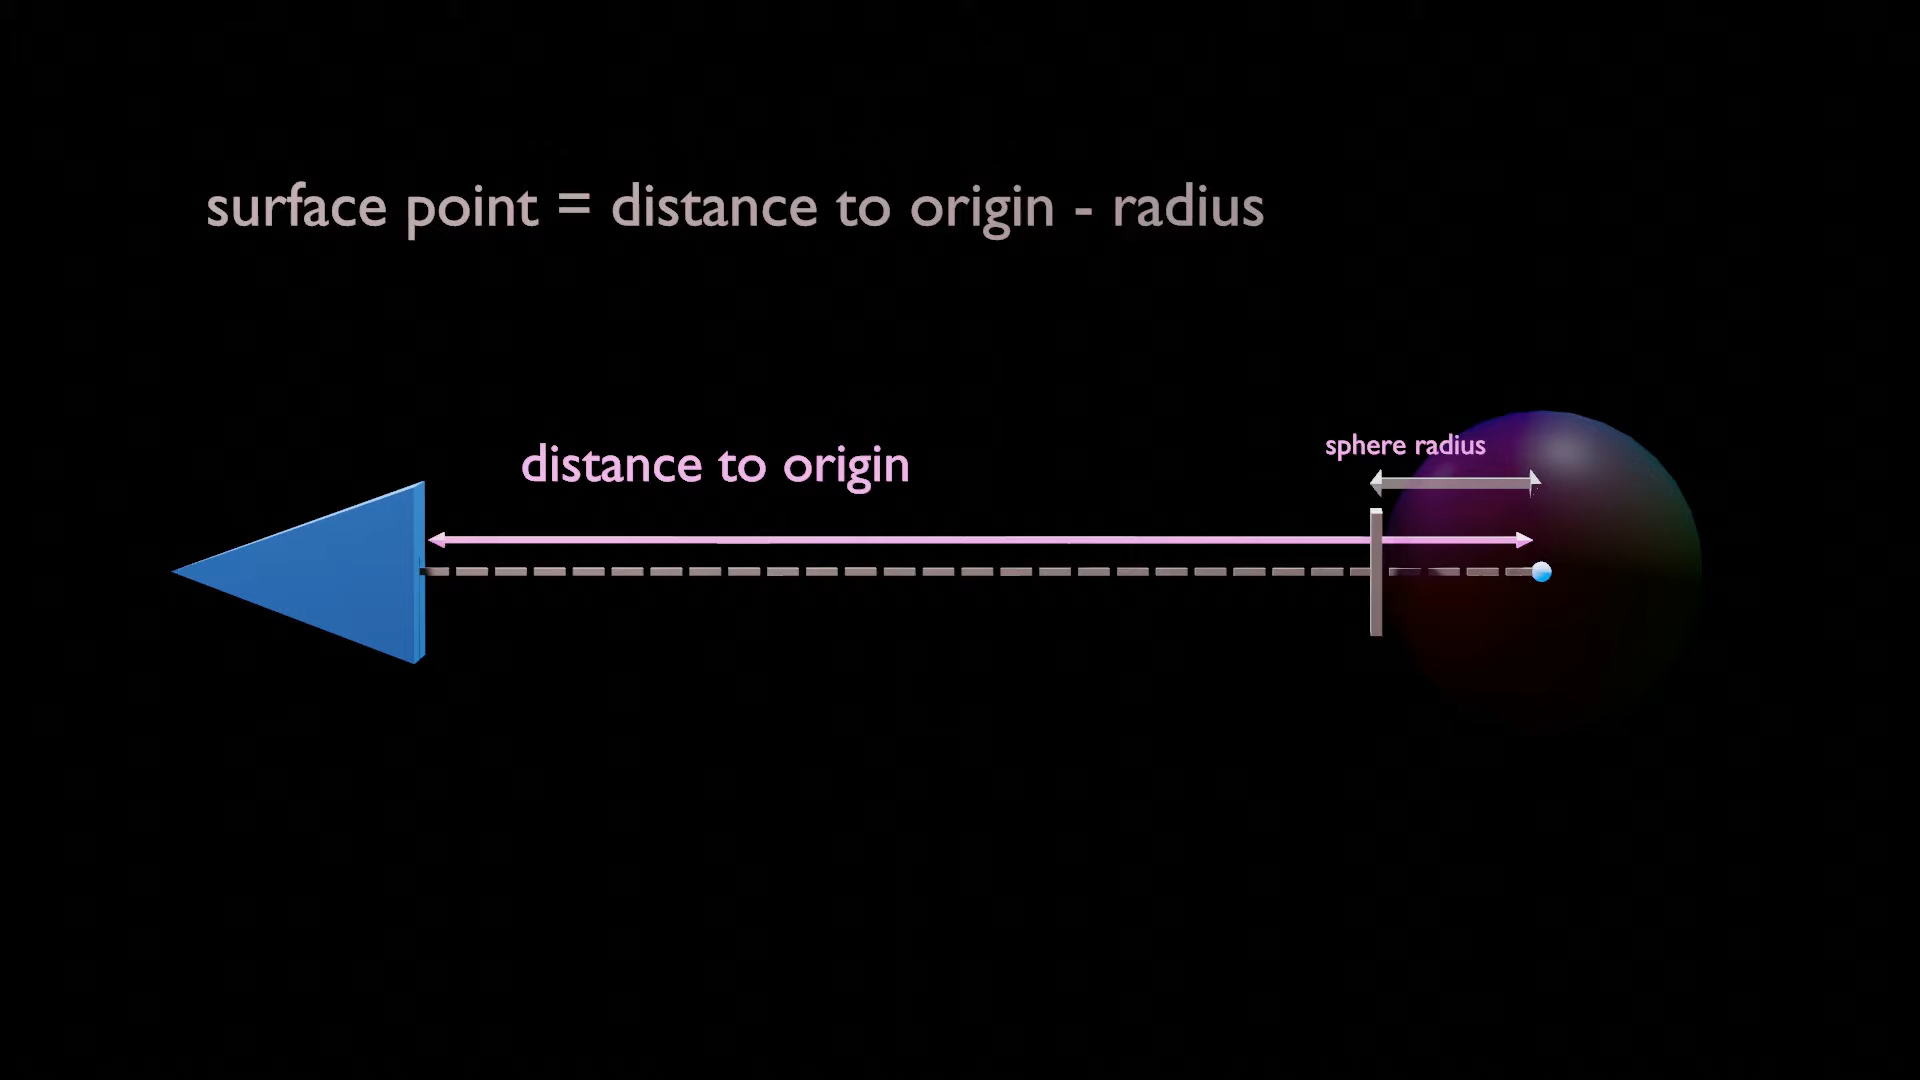 surface point = distance to origin - radius
sphere radius
distance to origin